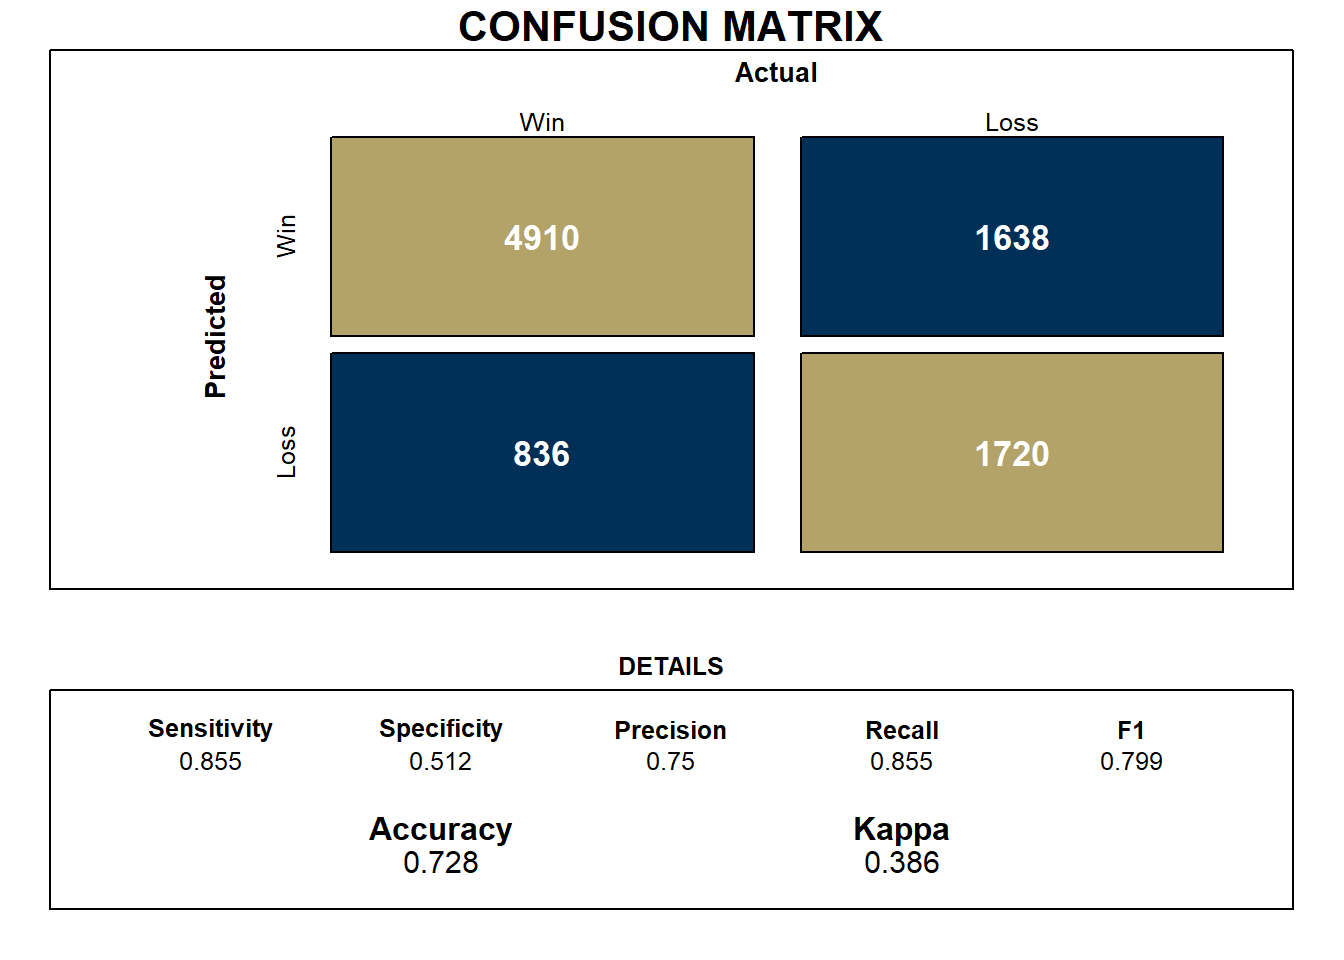 CONFUSION MATRIX
Actual
Win Loss
Predicted
Win
4910 1638
Loss
836 1720
DETAILS
Sensitivity Specificity Precision Recall F1
0.855 0.512 0.75 0.855 0.799
Accuracy Kappa
0.728 0.386